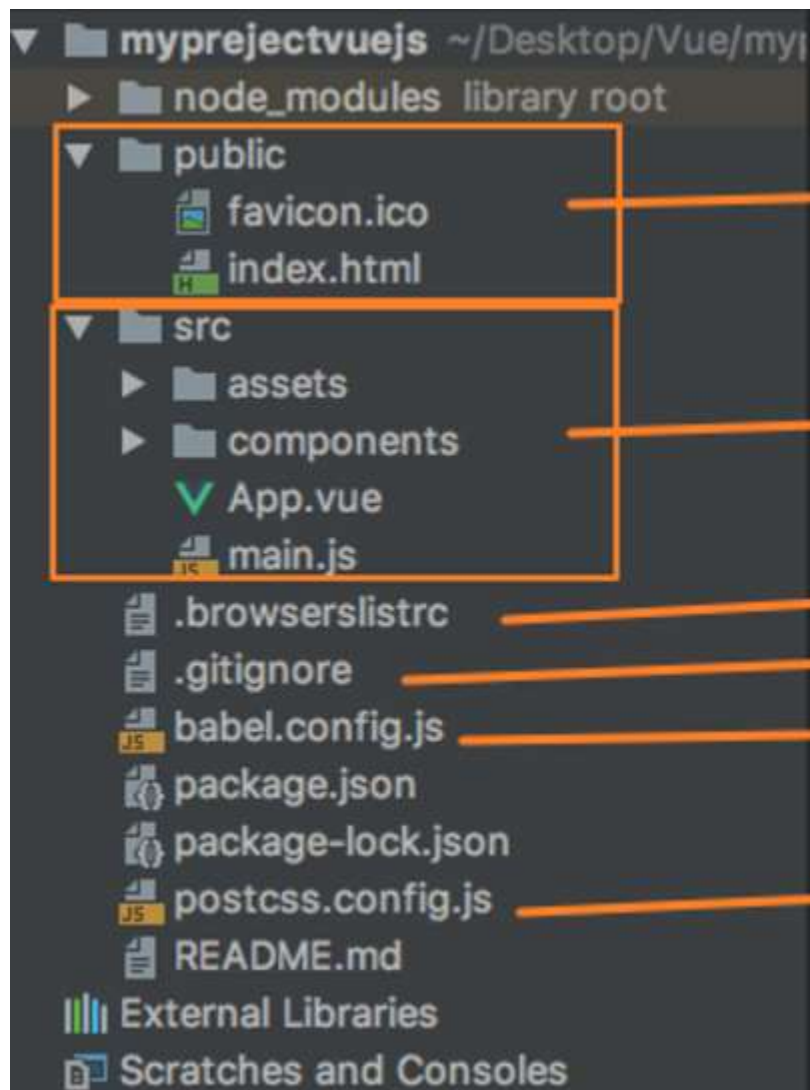 myprejectvuejs ~/Desktop/Vue/my
node_modules library root
public
favicon.ico
index.html
src
assets
components
App.vue
main.js
.browserslistrc
.gitignore
babel.config.js
package.json
package-lock.json
postcss.config.js
README.md
External Libraries
Scratches and Consoles